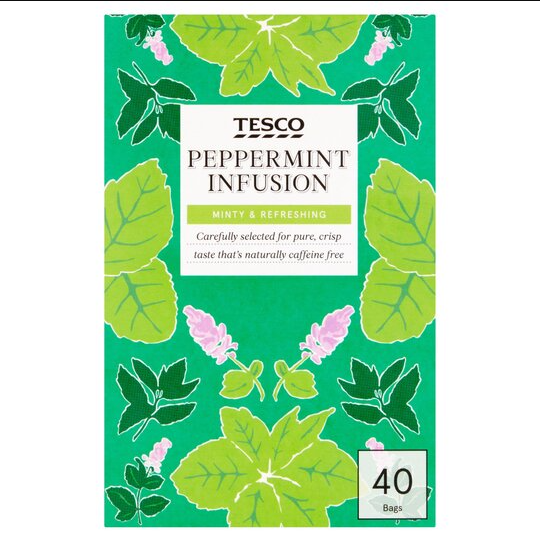 TESCO
PEPPERMINT
INFUSION
MINTY & REFRESHING
Carefully selected for pure, crisp
taste that's naturally caffeine free
40
Bags